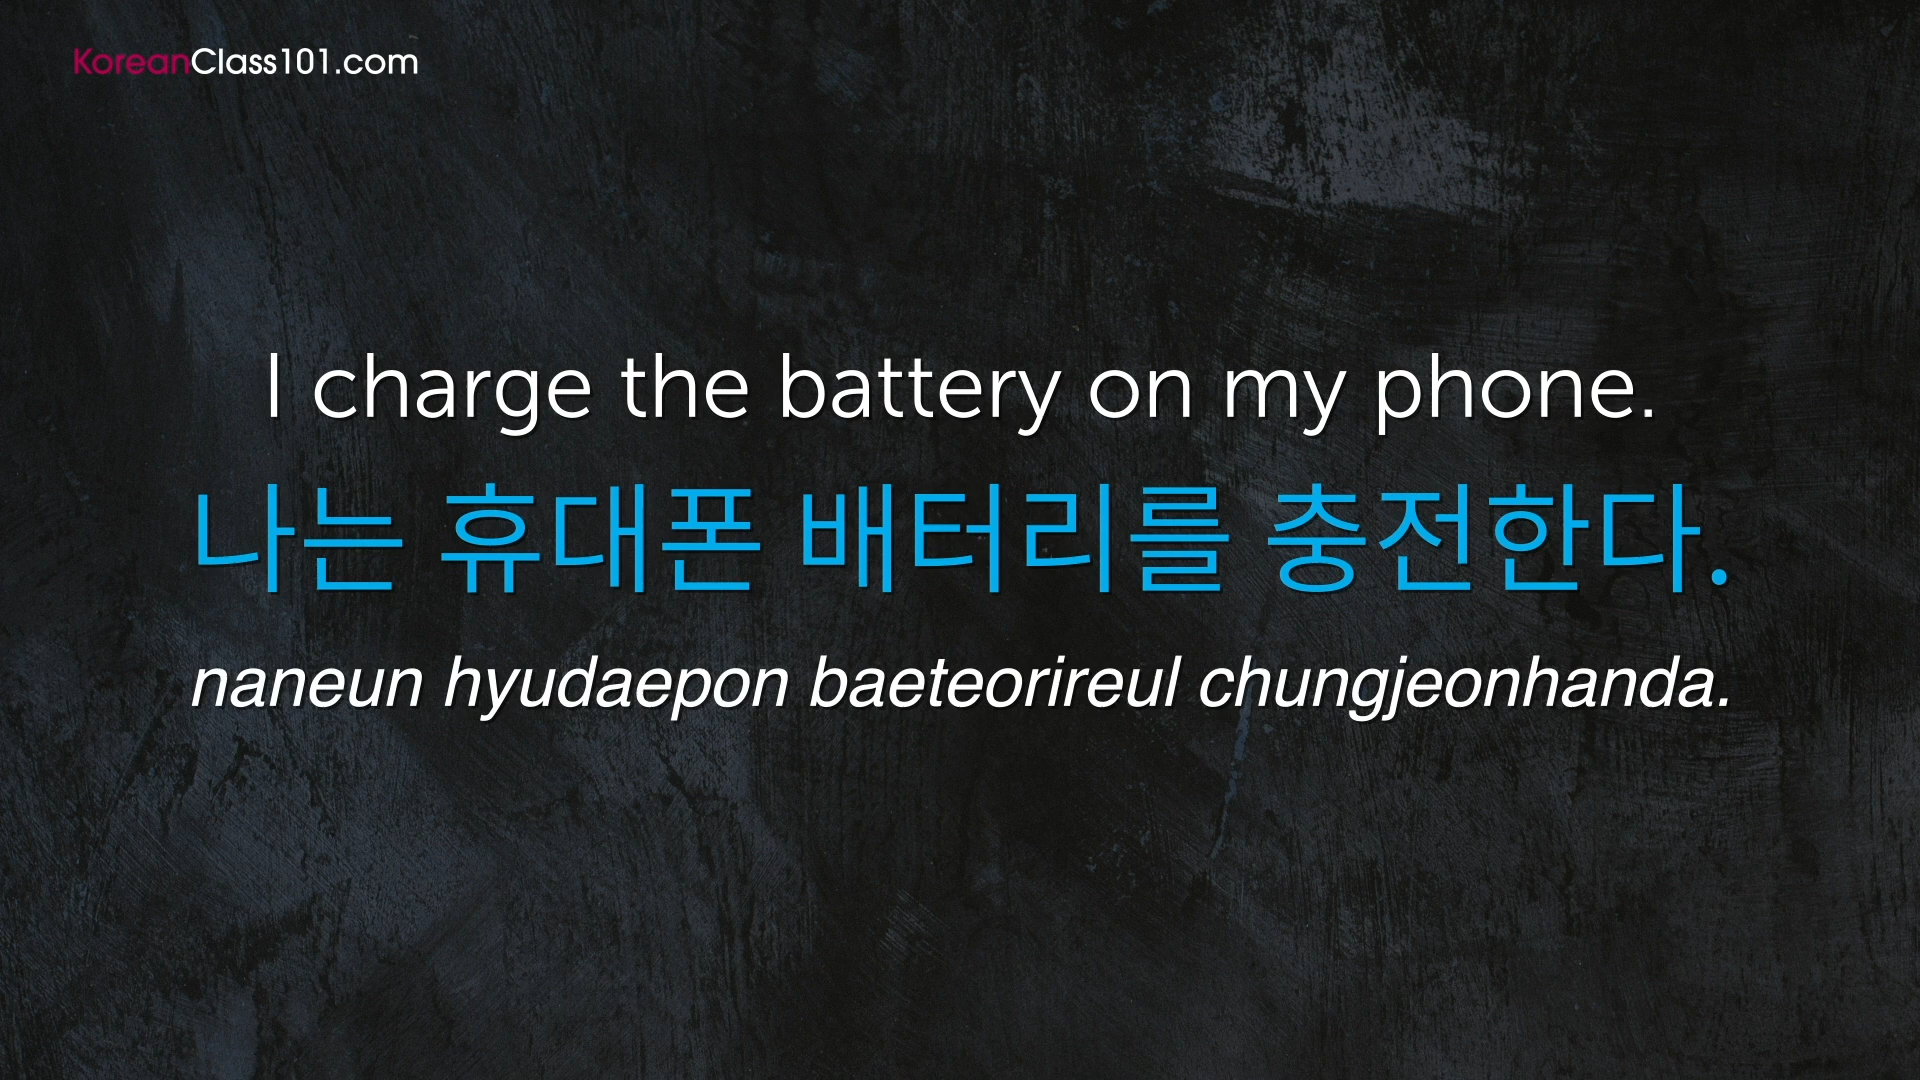 KoreanClass101.com
I charge the battery on my phone.
나는 휴대폰 배터리를 충전한다.
naneun hyudaepon baeteorireul chungjeonhanda.